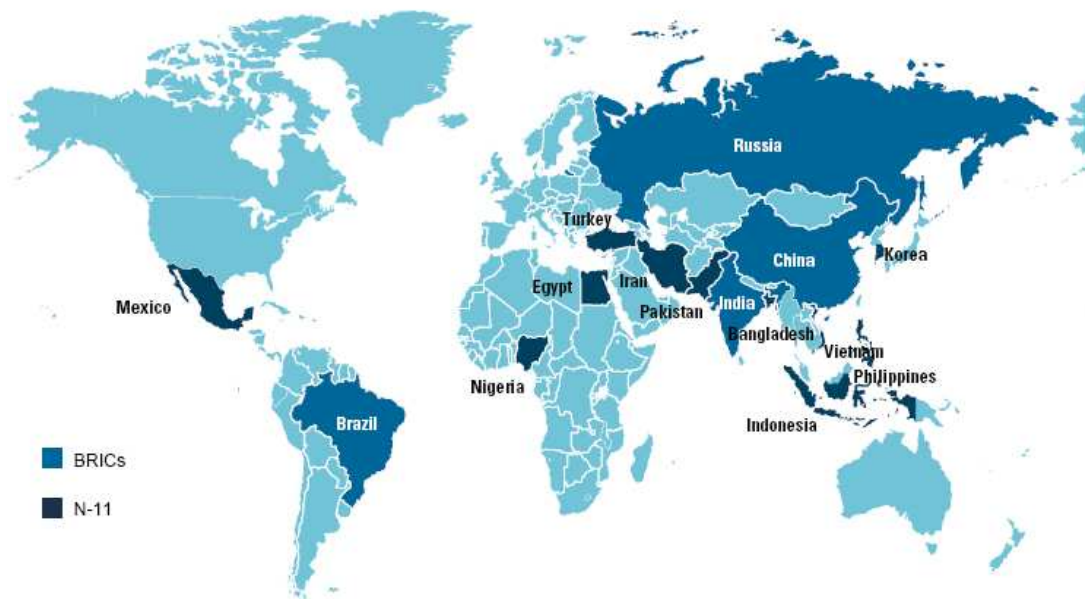 Russia
Turkey
China
Korea
Egypt
Iran
Mexico
Pakistan
India
Bangladesh
Vietnam
Nigeria
Philippines
Brazil
Indonesia
BRICs
N-11